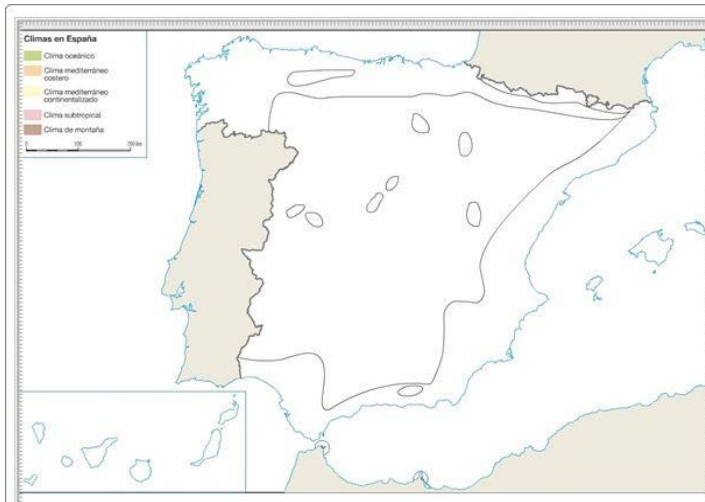 Climas en España
Clima oceánico
Clima mediterráneo
costero
Clima mediterráneo
continentalizado
Clima subtropical
Clima de montaña
0 100 200 km